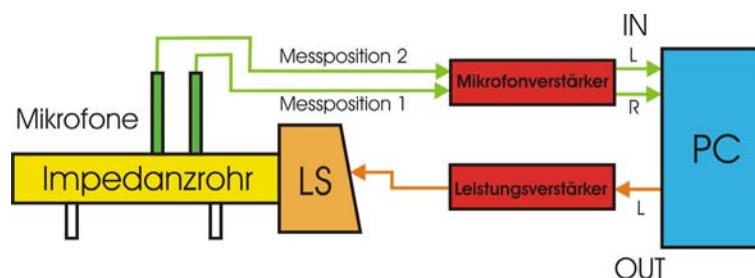 IN
Messposition 2
L
Mikrofonverstärker
Messposition 1
R
Mikrofone
PC
Impedanzrohr
LS
Leistungsverstärker
L
OUT